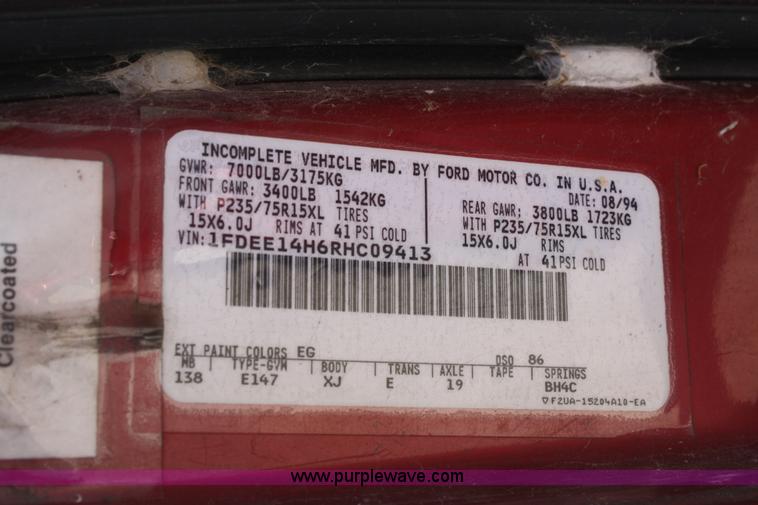 INCOMPLETE VEHICLE MFD. BY FORD MOTOR CO. IN U.S.A.
GVWR: 7000LB/3175KG
DATE: 08/94
FRONT GAWR: 3400LB 1542KG
REAR GAWR: 3800LB 1723KG
WITH P235/75R15XL TIRES
WITH P235/75R15XL TIRES
15X6.0J RIMS
15X6.0J RIMS
AT 41 PSI COLD
AT 41PSI COLD
VIN: 1FDEE14H6RHC09413
EXT PAINT COLORS EG DSO 86
WB TYPE-GVW BODY TRANS AXLE TAPE SPRINGS
138 E147 XJ E 19 BH4C
▽F2UA-15204A10-EA
Clearcoated
www.purplewave.com